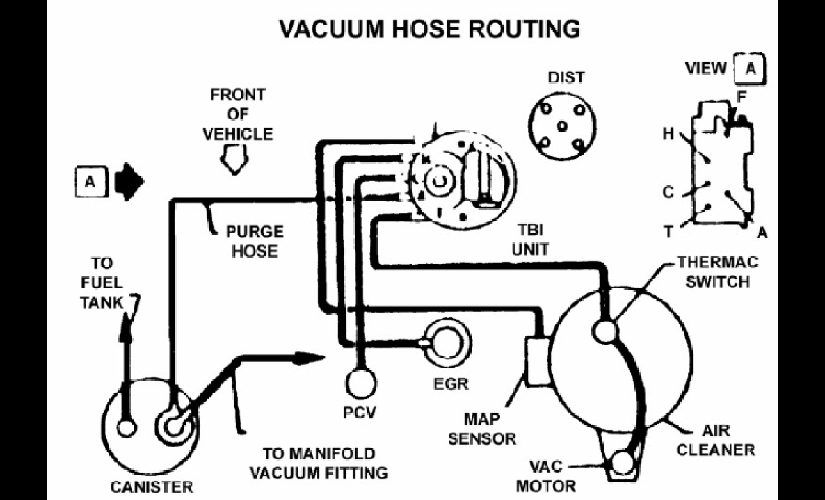 VACUUM HOSE ROUTING
DIST
VIEW A
FRONT
OF
VEHICLE
F
H
A
C
T
A
PURGE
HOSE
TBI
UNIT
TO
FUEL
TANK
THERMAC
SWITCH
EGR
PCV
MAP
SENSOR
AIR
CLEANER
TO MANIFOLD
VACUUM FITTING
VAC
MOTOR
CANISTER